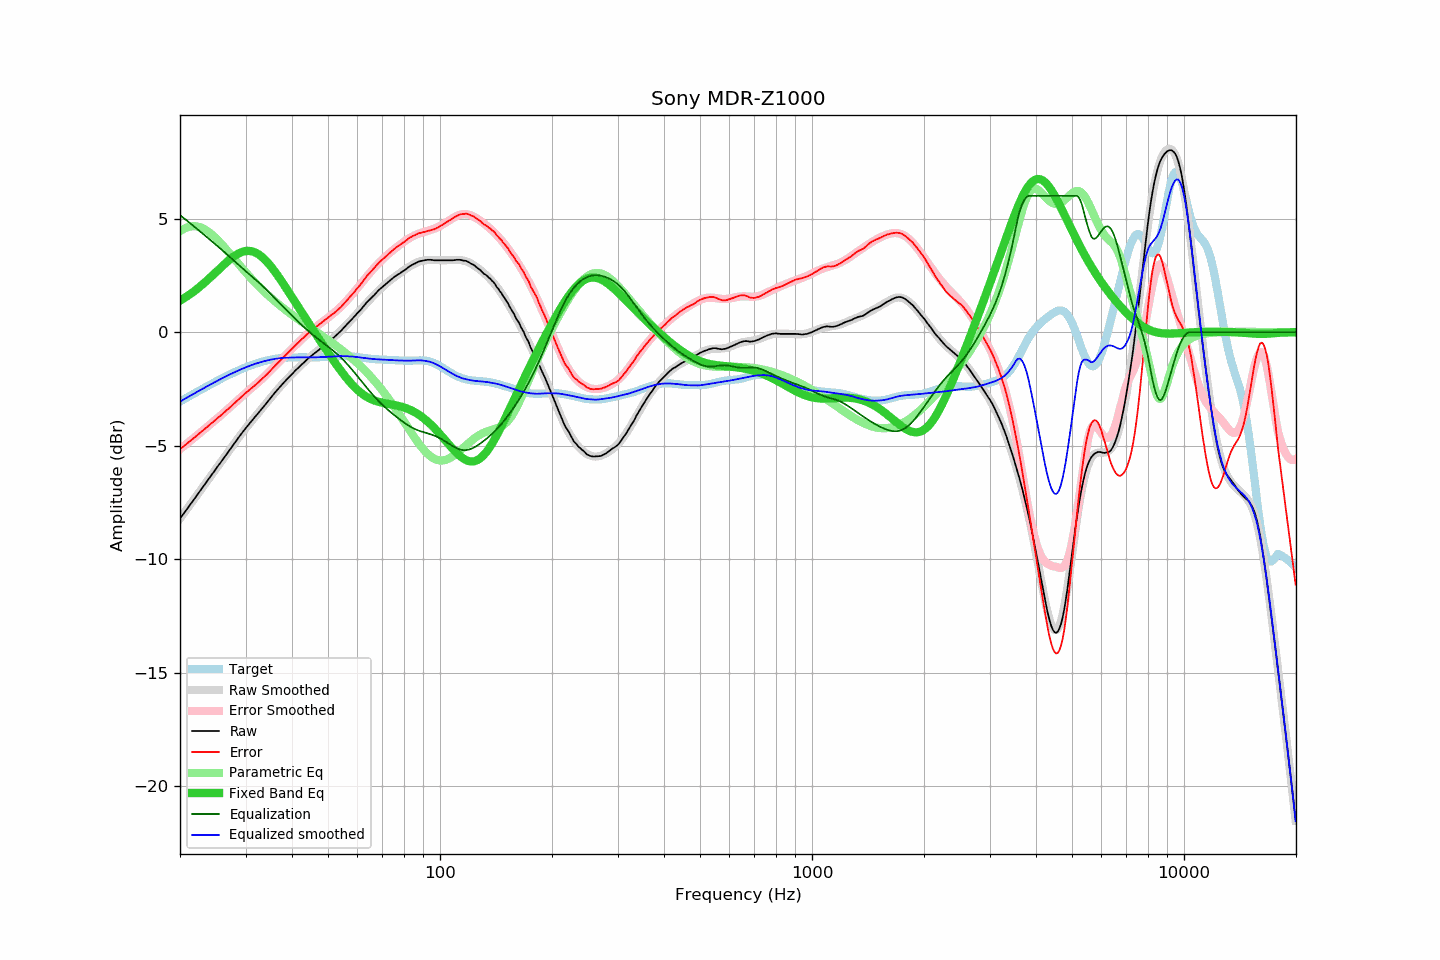 Sony MDR-Z1000
Amplitude (dBr)
5
0
−5
−10
−15
−20
Target
Raw Smoothed
Error Smoothed
Raw
Error
Parametric Eq
Fixed Band Eq
Equalization
Equalized smoothed
100
1000
10000
Frequency (Hz)